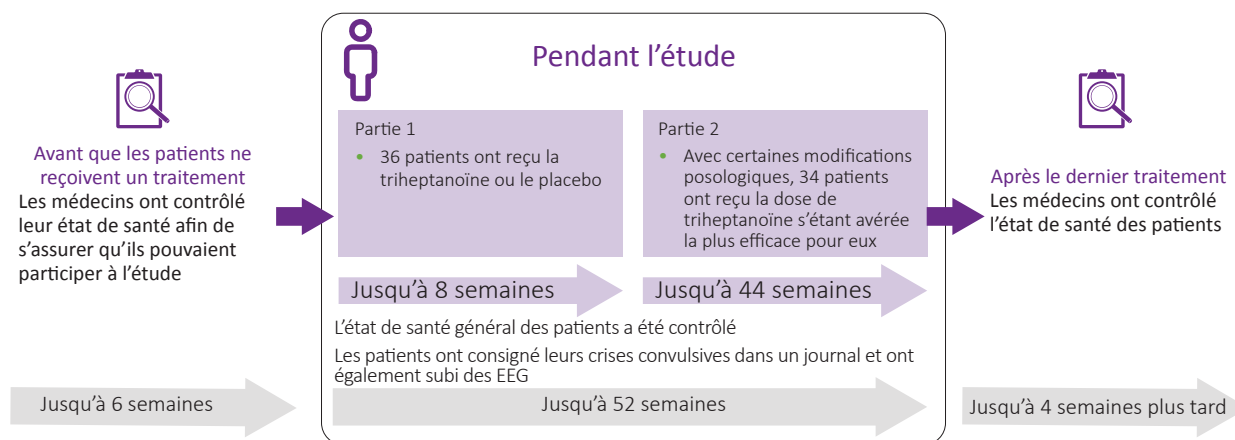 Pendant l'étude
Avant que les patients ne
reçoivent un traitement
Les médecins ont contrôlé
leur état de santé afin de
s'assurer qu'ils pouvaient
participer à l'étude
Partie 1
• 36 patients ont reçu la
triheptanoïne ou le placebo
Partie 2
• Avec certaines modifications
posologiques, 34 patients
ont reçu la dose de
triheptanoïne s'étant avérée
la plus efficace pour eux
Après le dernier traitement
Les médecins ont contrôlé
l'état de santé des patients
Jusqu'à 8 semaines
Jusqu'à 44 semaines
L'état de santé général des patients a été contrôlé
Les patients ont consigné leurs crises convulsives dans un journal et ont
également subi des EEG
Jusqu'à 6 semaines
Jusqu'à 52 semaines
Jusqu'à 4 semaines plus tard